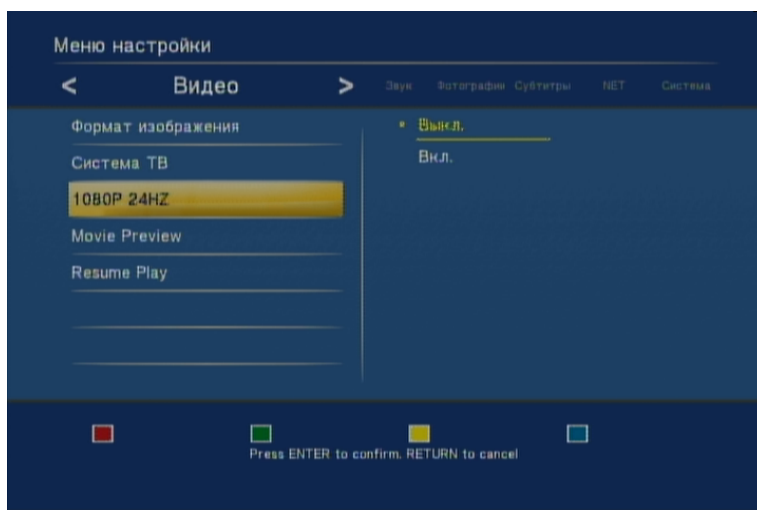 Меню настройки
< Видео > Звук Фотографии Субтитры NET Система
Формат изображения
Выкл.
Система ТВ
Вкл.
1080P 24HZ
Movie Preview
Resume Play
Press ENTER to confirm. RETURN to cancel